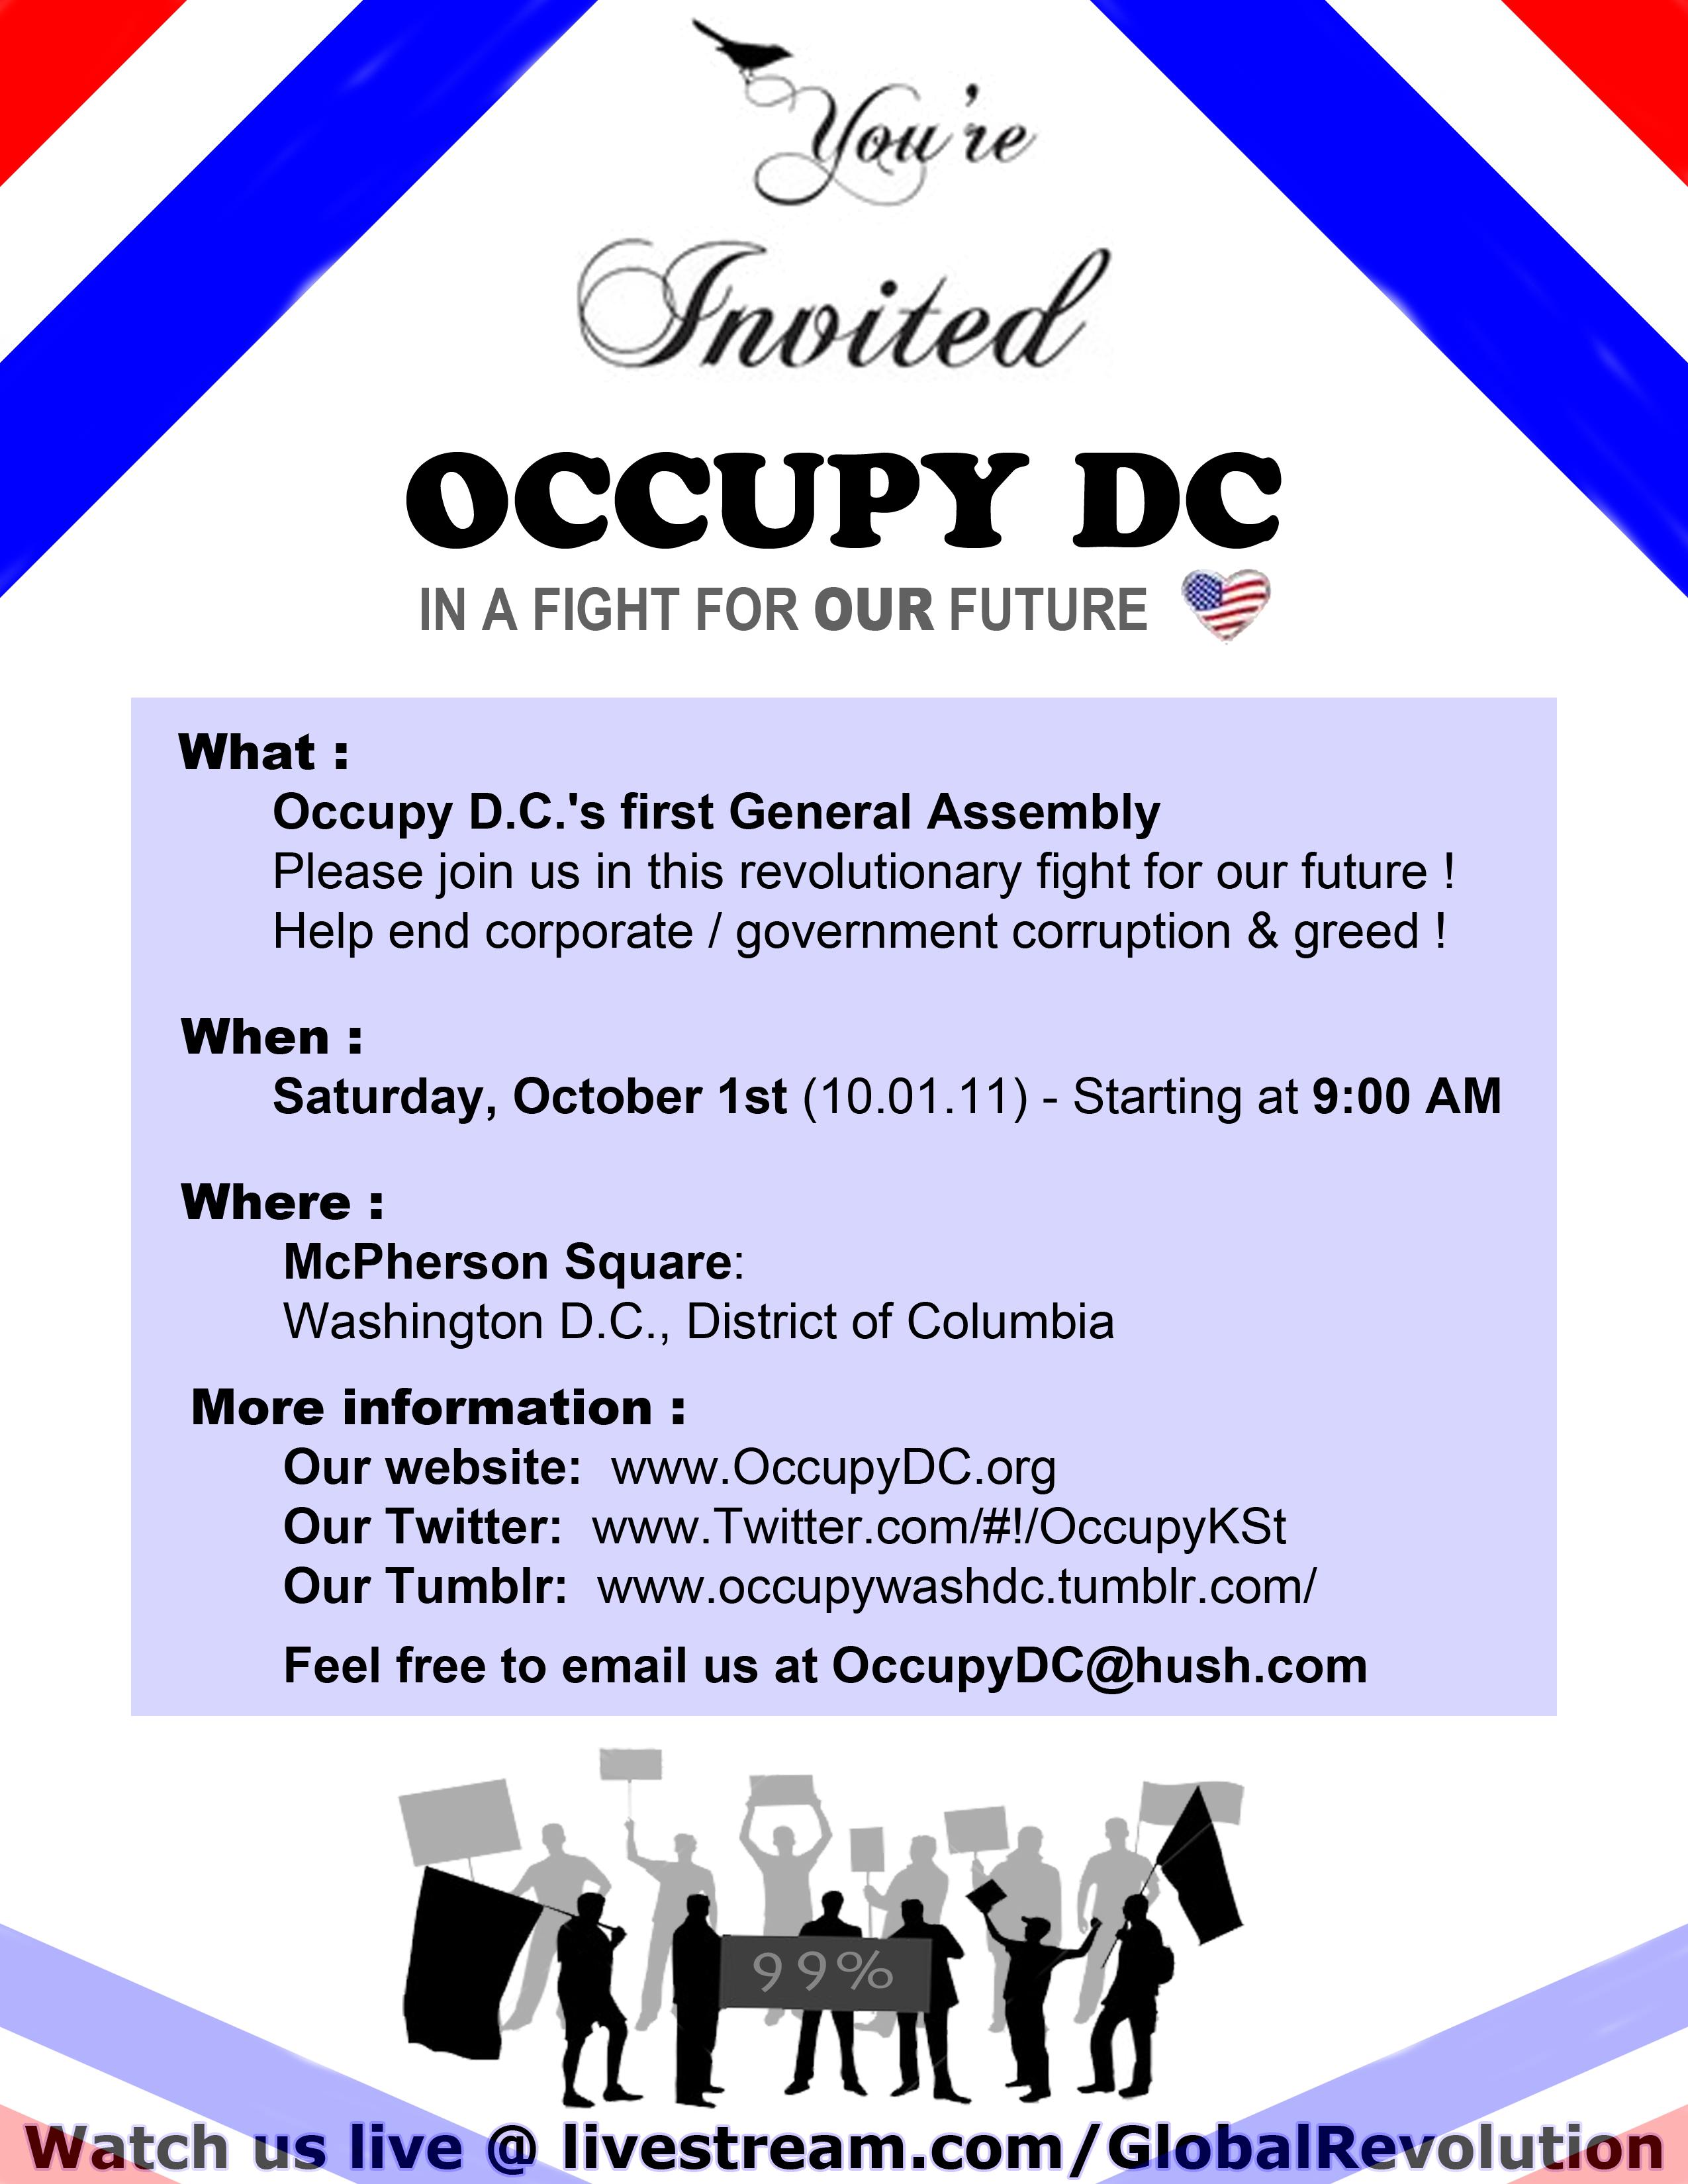 You're
Invited
OCCUPY DC
IN A FIGHT FOR OUR FUTURE
What :
Occupy D.C.'s first General Assembly
Please join us in this revolutionary fight for our future !
Help end corporate / government corruption & greed !
When :
Saturday, October 1st (10.01.11) - Starting at 9:00 AM
Where :
McPherson Square:
Washington D.C., District of Columbia
More information :
Our website: www.OccupyDC.org
Our Twitter: www.Twitter.com/#!/OccupyKSt
Our Tumblr: www.occupywashdc.tumblr.com/
Feel free to email us at OccupyDC@hush.com
99%
Watch us live @ livestream.com/GlobalRevolution